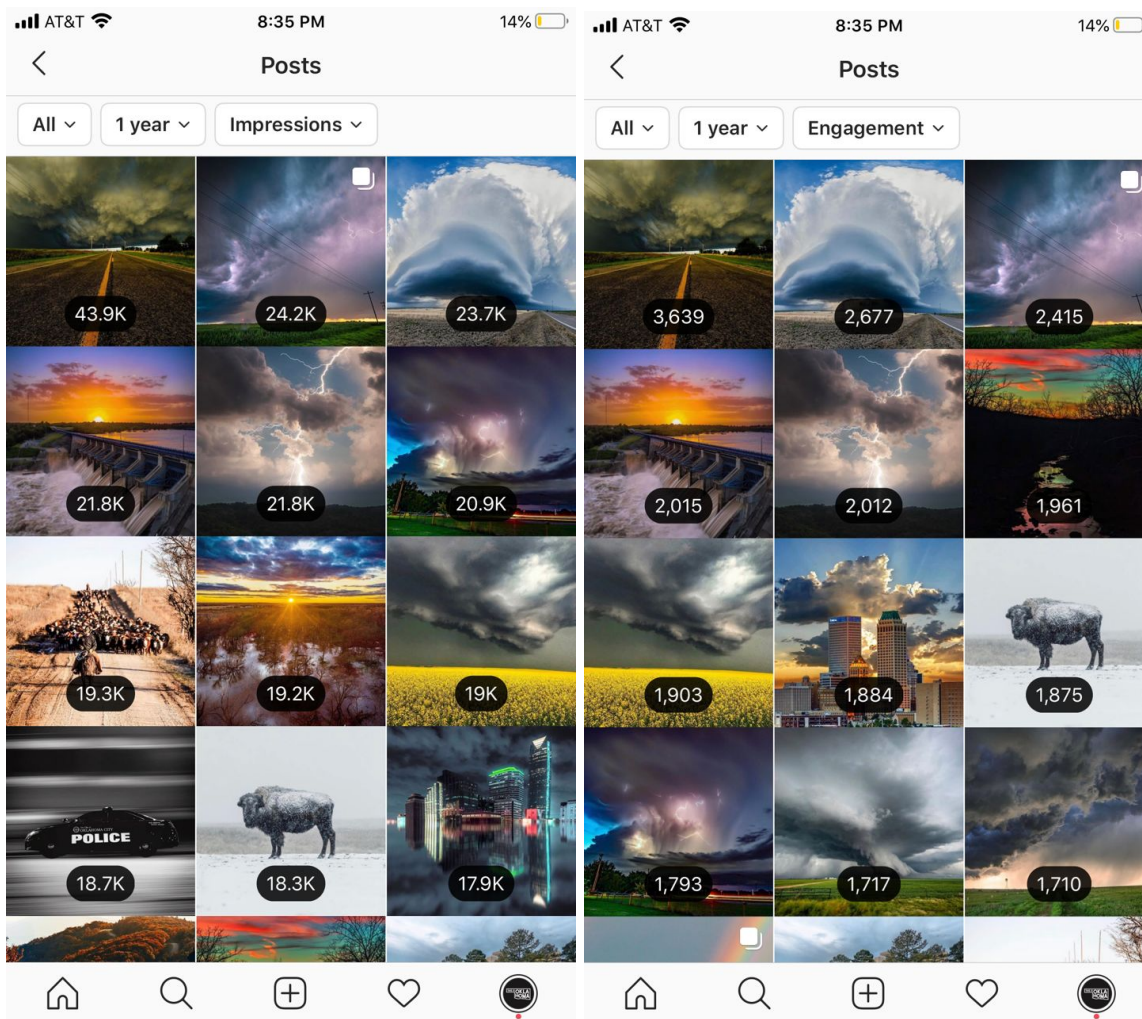 AT&T 8:35 PM 14%
Posts
All 1 year Impressions
43.9K 24.2K 23.7K
21.8K 21.8K 20.9K
19.3K 19.2K 19K
POLICE
18.7K 18.3K 17.9K
AT&T 8:35 PM 14%
Posts
All 1 year Engagement
3,639 2,677 2,415
2,015 2,012 1,961
1,903 1,884 1,875
1,793 1,717 1,710